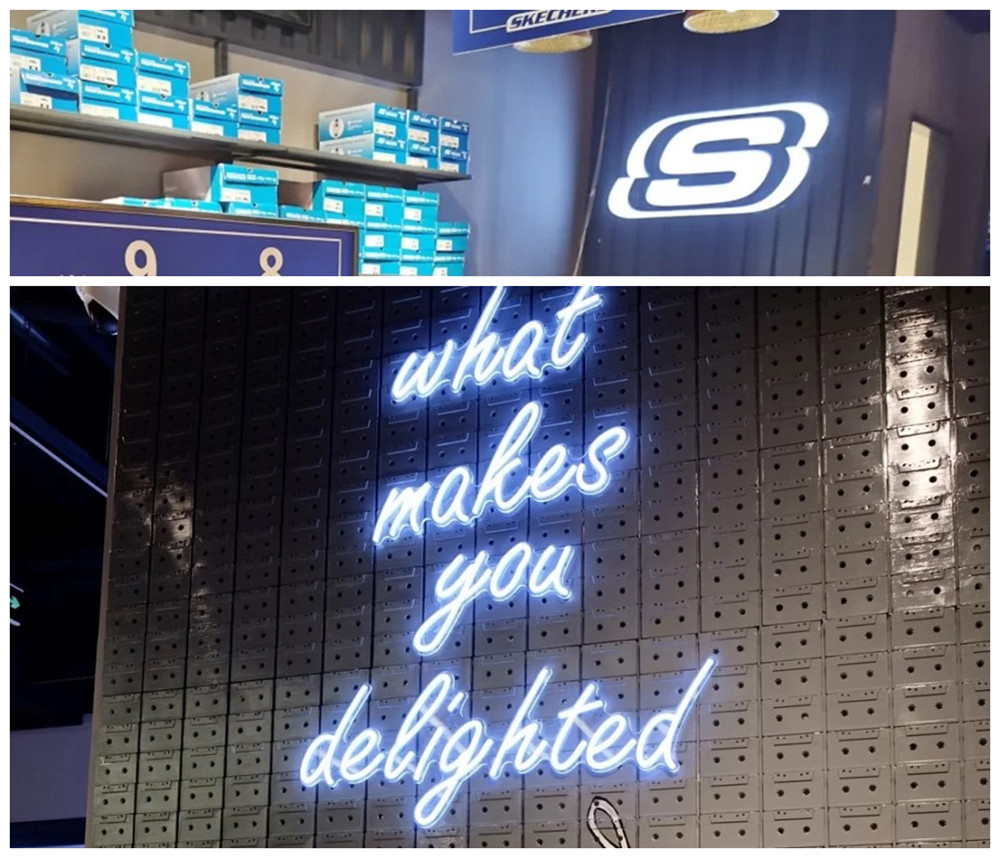 SKECHERS
S
9 8
what
makes
you
delighted